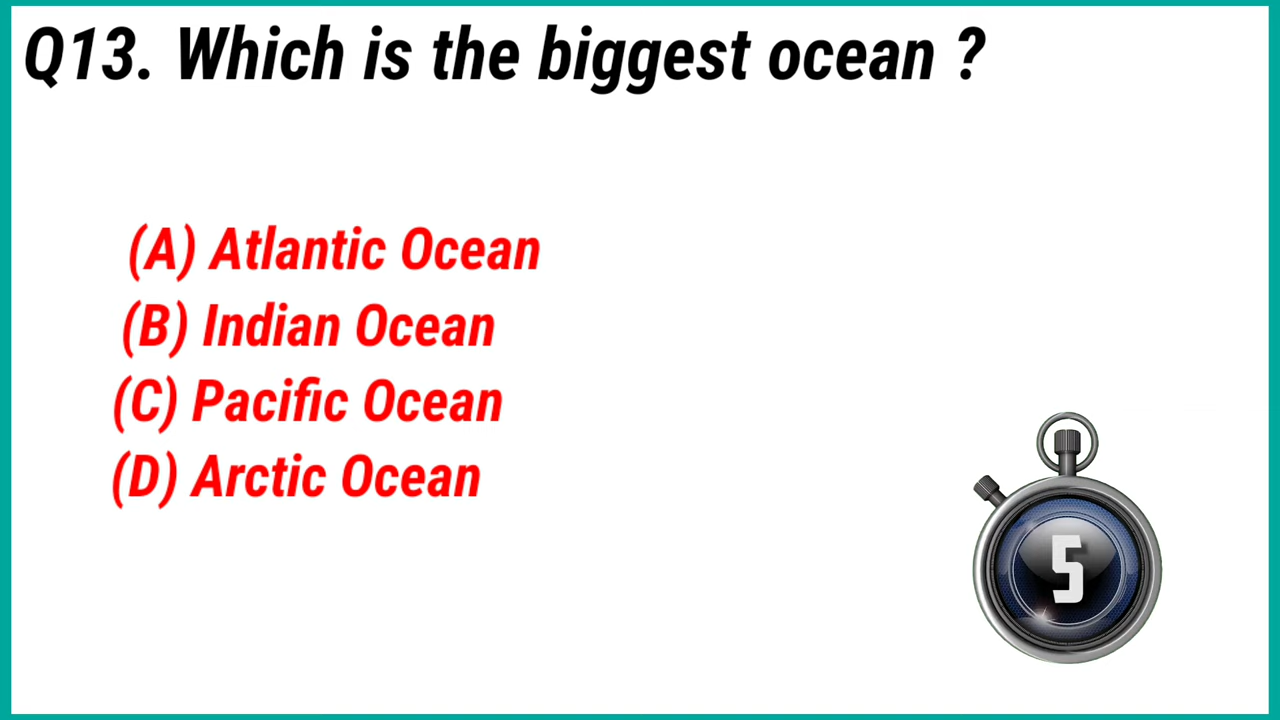 Q13. Which is the biggest ocean ?
(A) Atlantic Ocean
(B) Indian Ocean
(C) Pacific Ocean
(D) Arctic Ocean
5